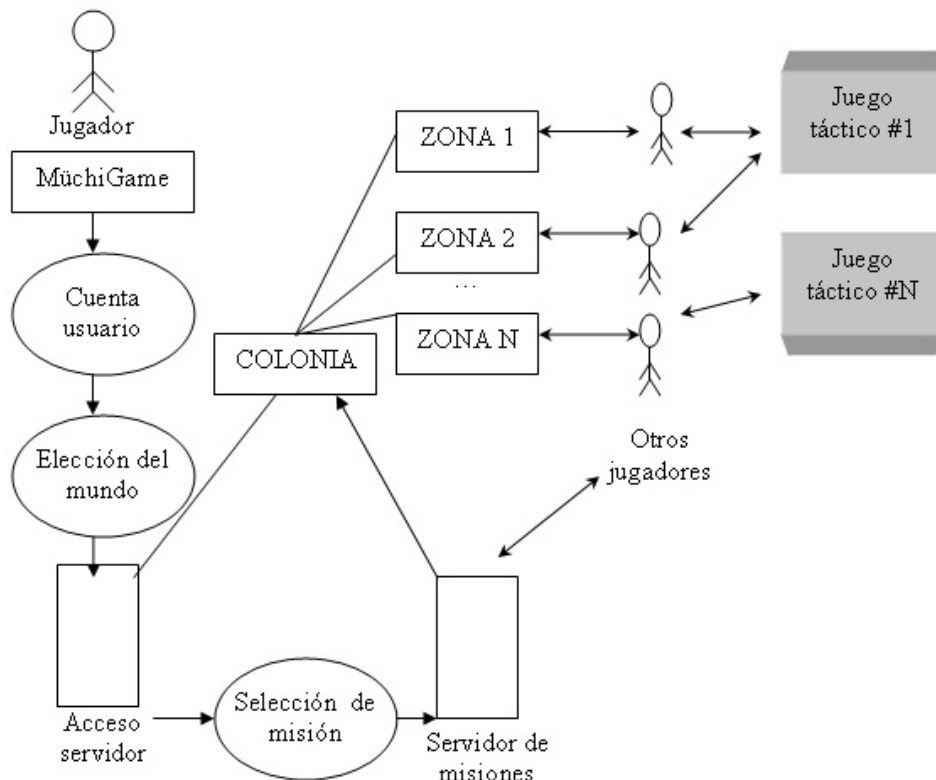 Jugador
MüchiGame
Cuenta
usuario
Elección del
mundo
Acceso
servidor
Selección de
misión
Servidor de
misiones
COLONIA
ZONA 1
ZONA 2
...
ZONA N
Otros
jugadores
Juego
táctico #1
Juego
táctico #N